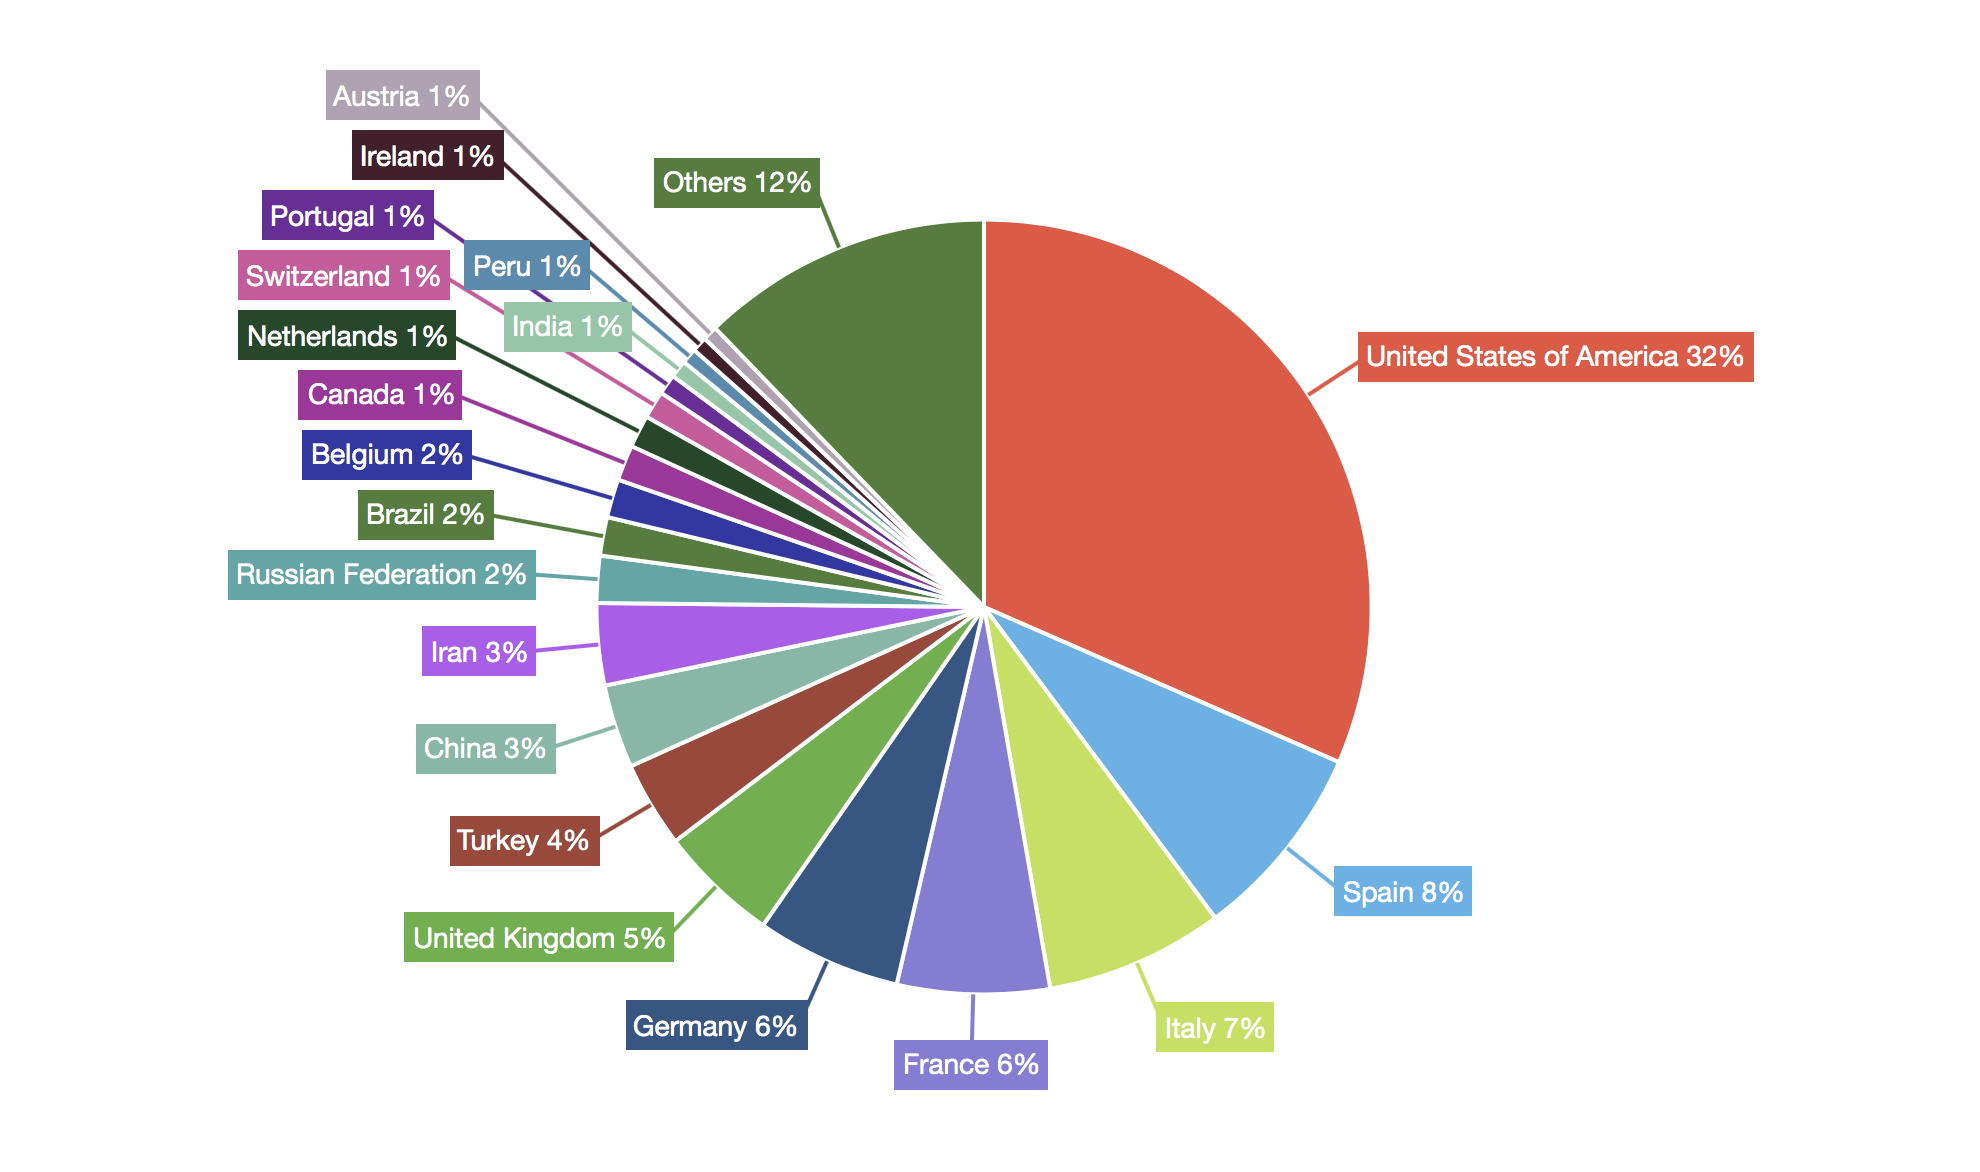 Austria 1%
Ireland 1%
Others 12%
Portugal 1%
Peru 1%
Switzerland 1%
India 1%
Netherlands 1%
United States of America 32%
Canada 1%
Belgium 2%
Brazil 2%
Russian Federation 2%
Iran 3%
China 3%
Turkey 4%
Spain 8%
United Kingdom 5%
Germany 6%
Italy 7%
France 6%